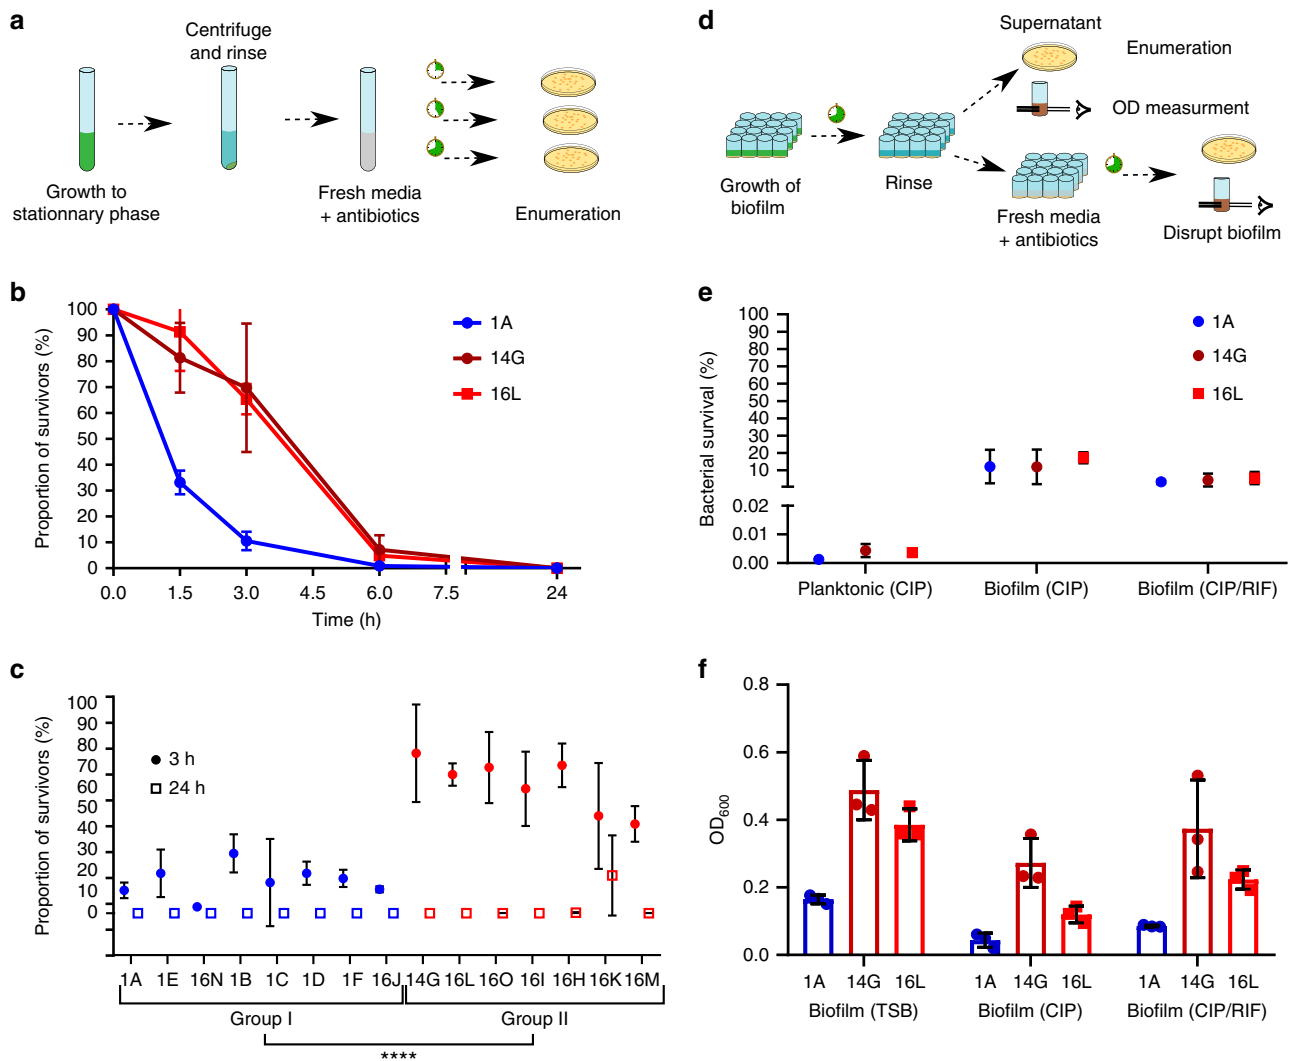 a
Centrifuge
and rinse
Growth to
stationnary phase
Fresh media
+ antibiotics
Enumeration
d
Supernatant
Enumeration
OD measurment
Growth of
biofilm
Rinse
Fresh media
+ antibiotics
Disrupt biofilm
b
Proportion of survivors (%)
100
90
80
70
60
50
40
30
20
10
0
0.0 1.5 3.0 4.5 6.0 7.5 24
Time (h)
1A
14G
16L
e
Bacterial survival (%)
100
90
80
70
60
50
40
30
20
10
0.02
0.01
0.00
1A
14G
16L
Planktonic (CIP) Biofilm (CIP) Biofilm (CIP/RIF)
c
Proportion of survivors (%)
100
90
80
70
60
50
40
30
20
10
0
3 h
24 h
1A 1E 16N 1B 1C 1D 1F 16J 14G 16L 16O 16I 16H 16K 16M
Group I Group II
****
f
OD600
0.8
0.6
0.4
0.2
0.0
1A 14G 16L 1A 14G 16L 1A 14G 16L
Biofilm (TSB) Biofilm (CIP) Biofilm (CIP/RIF)